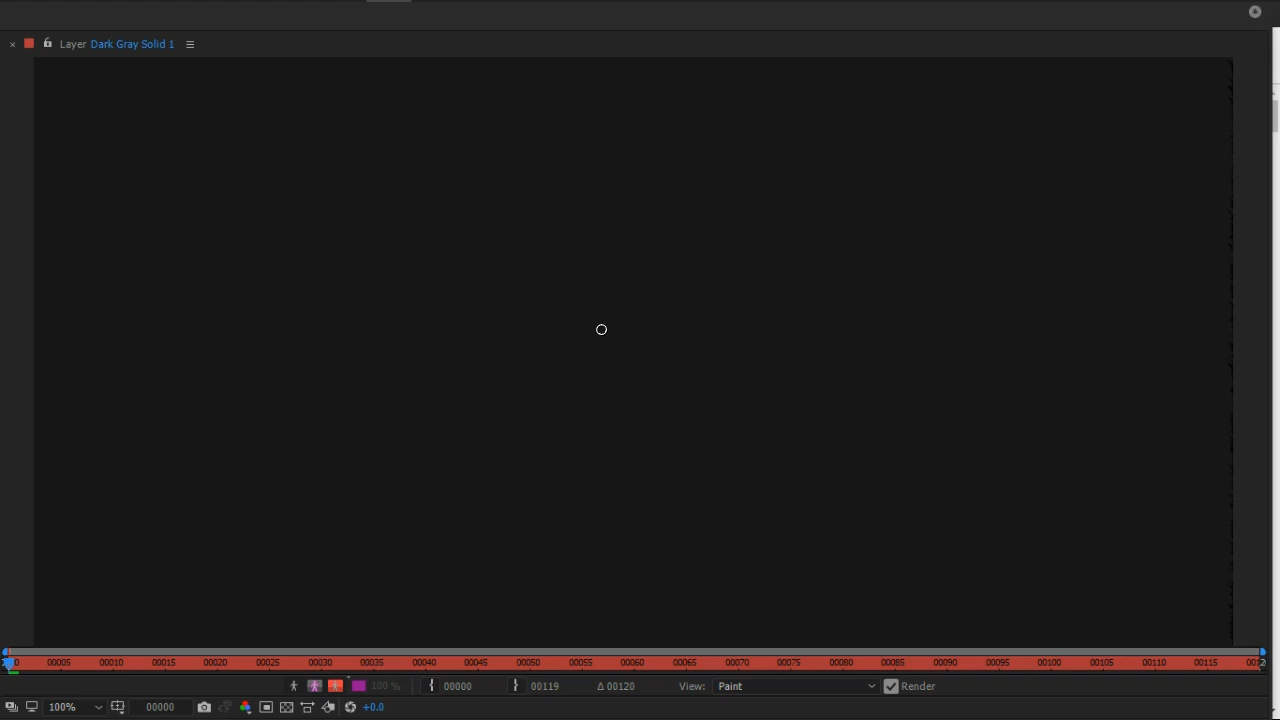 Layer Dark Gray Solid 1
00005 00010 00015 00020 00025 00030 00035 00040 00045 00050 00055 00060 00065 00070 00075 00080 00085 00090 00095 00100 00105 00110 00115
100 % 00000 00119 Δ 00120 View: Paint Render
100% 00000 +0.0